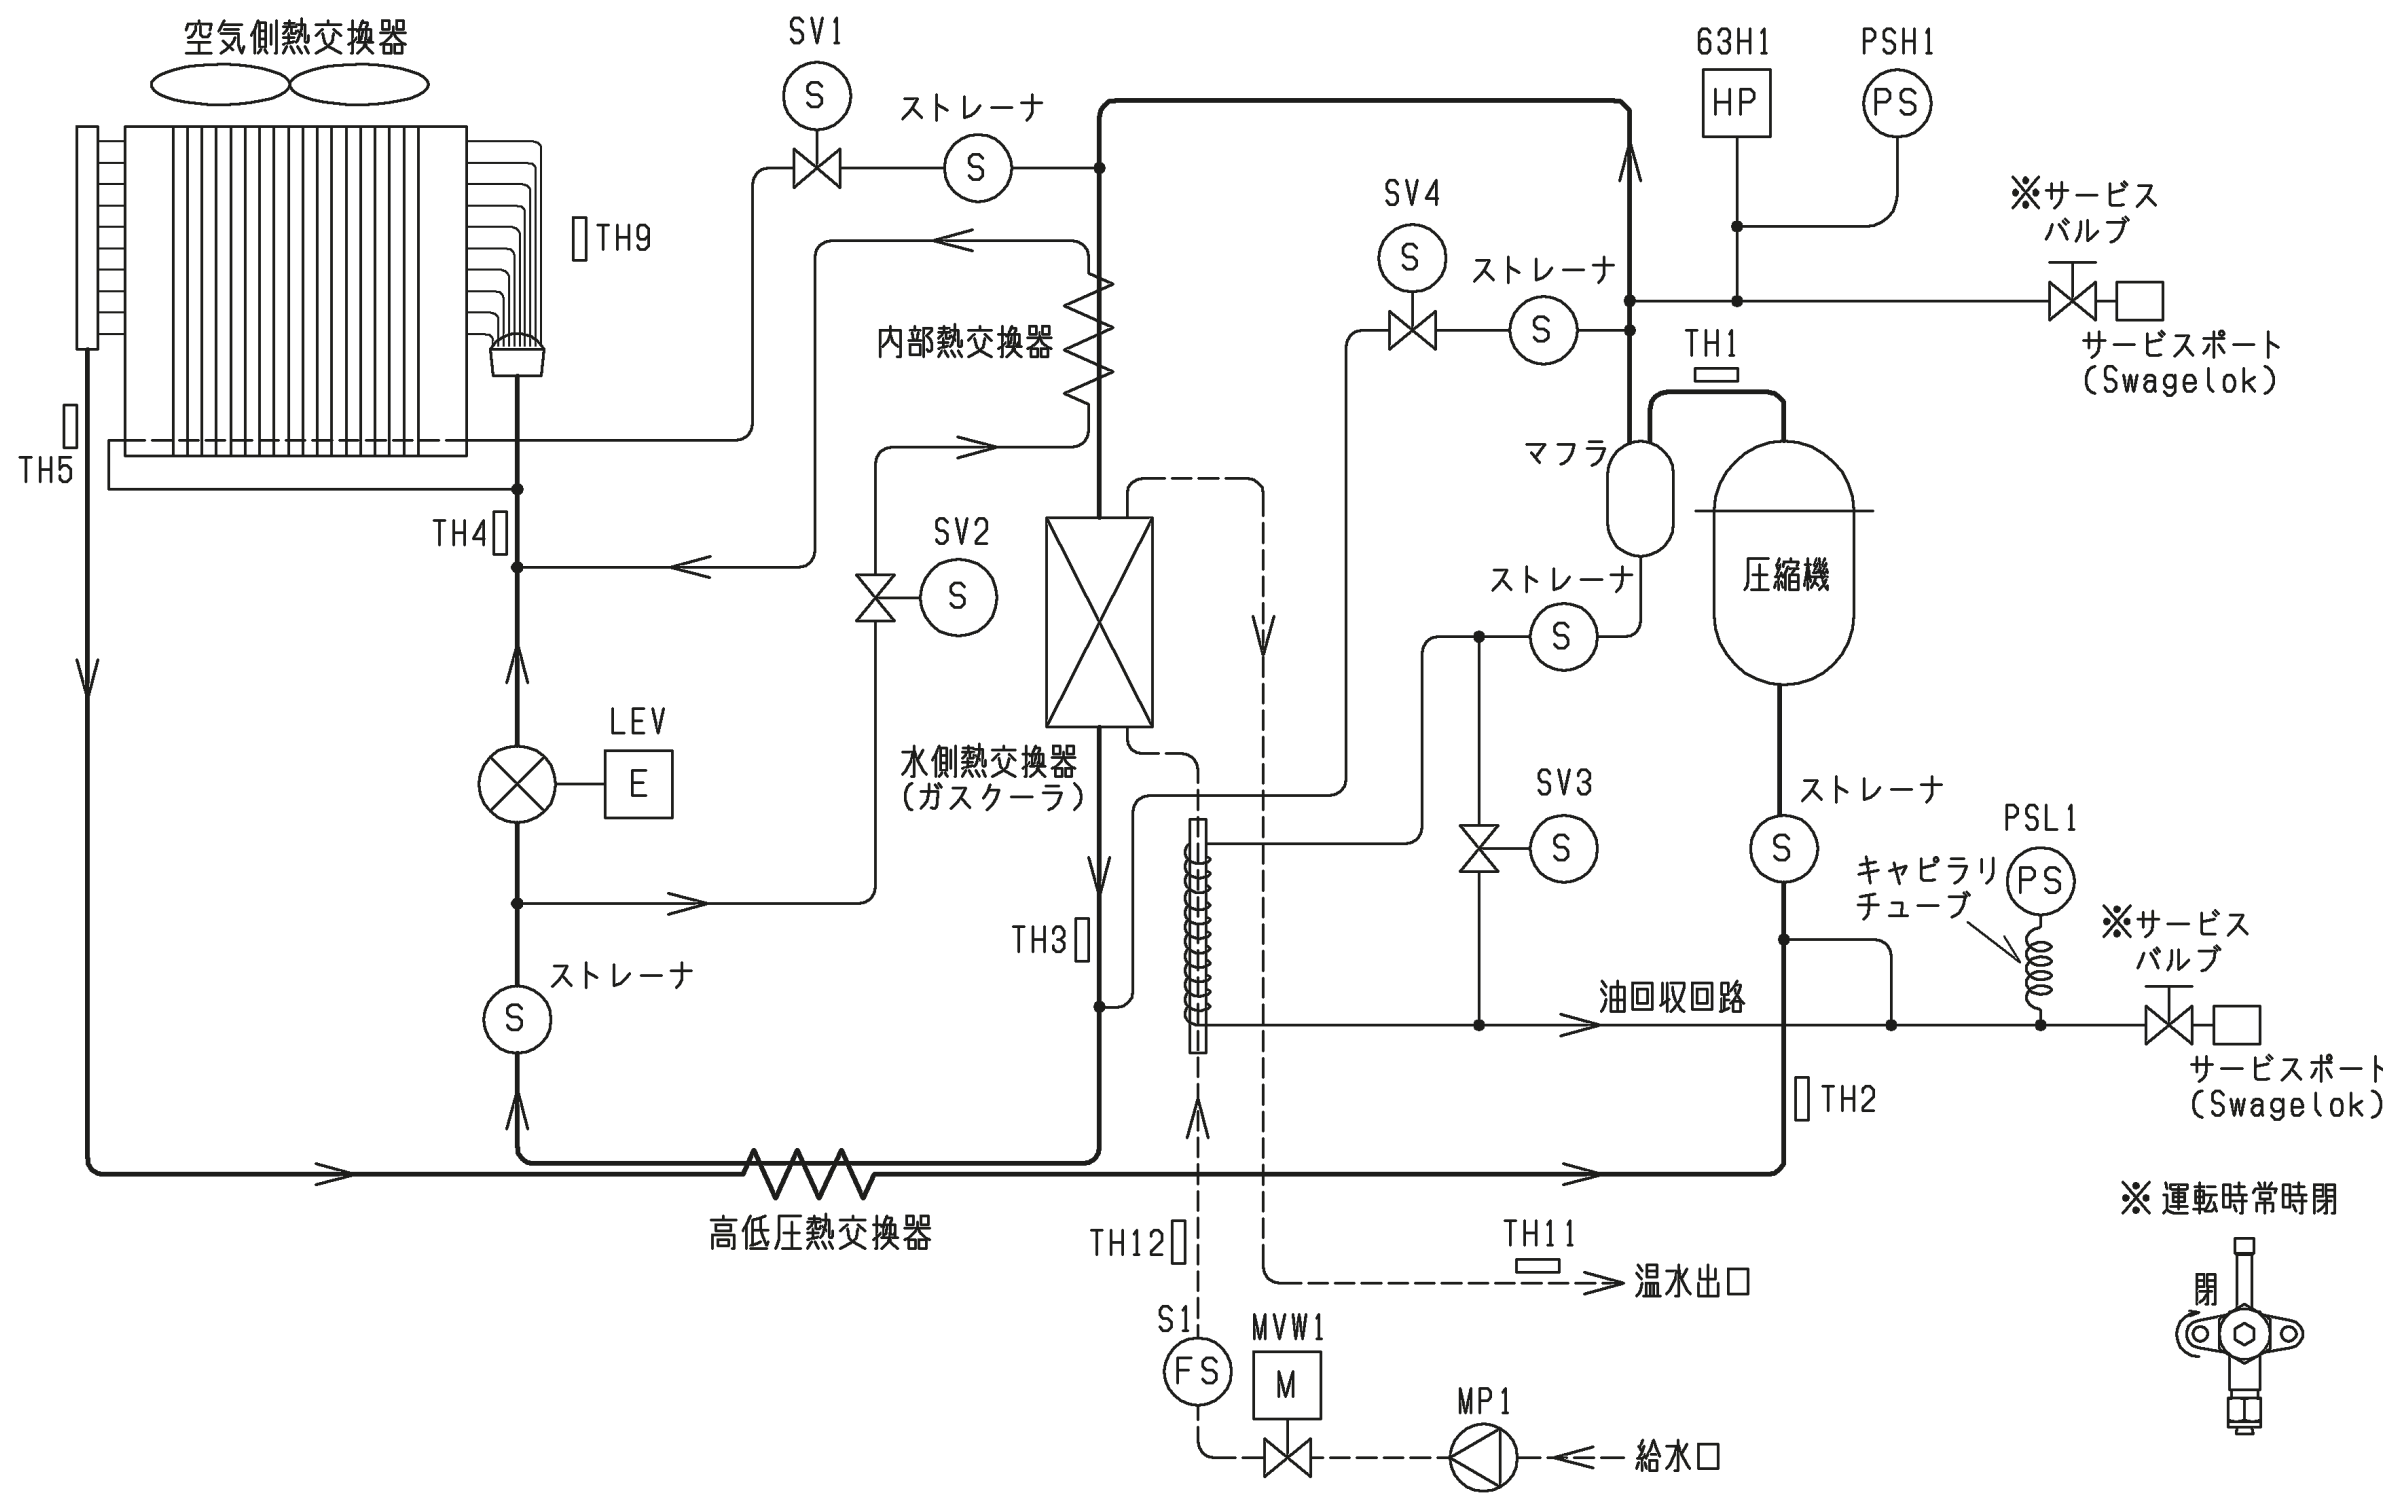 空気側熱交換器
SV1
S
ストレーナ
S
63H1
HP
PSH1
PS
TH9
SV4
S
ストレーナ
S
※サービス
バルブ
サービスポート
(Swagelok)
内部熱交換器
TH1
マフラ
圧縮機
TH5
TH4
SV2
S
ストレーナ
S
LEV
E
水側熱交換器
(ガスクーラ)
SV3
S
ストレーナ
S
キャピラリ
チューブ
PSL1
PS
※サービス
バルブ
サービスポート
(Swagelok)
TH3
ストレーナ
S
油回収回路
TH2
高低圧熱交換器
TH12
TH11
温水出口
S1
FS
MVW1
M
MP1
給水口
※運転時常時閉
閉